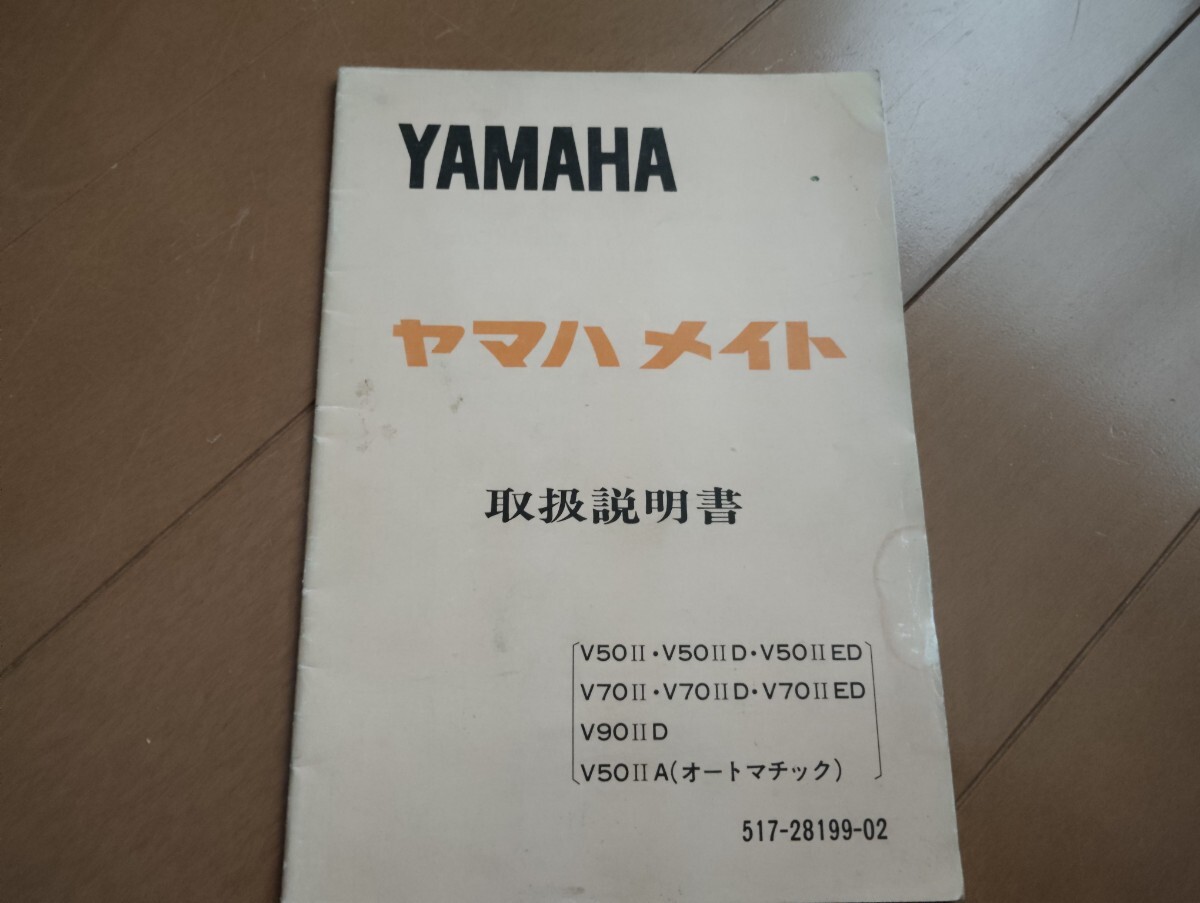 YAMAHA
ヤマハ メイト
取扱説明書
V50II・V50IID・V50IIED
V70II・V70IID・V70IIED
V90IID
V50IIA(オートマチック)
517-28199-02